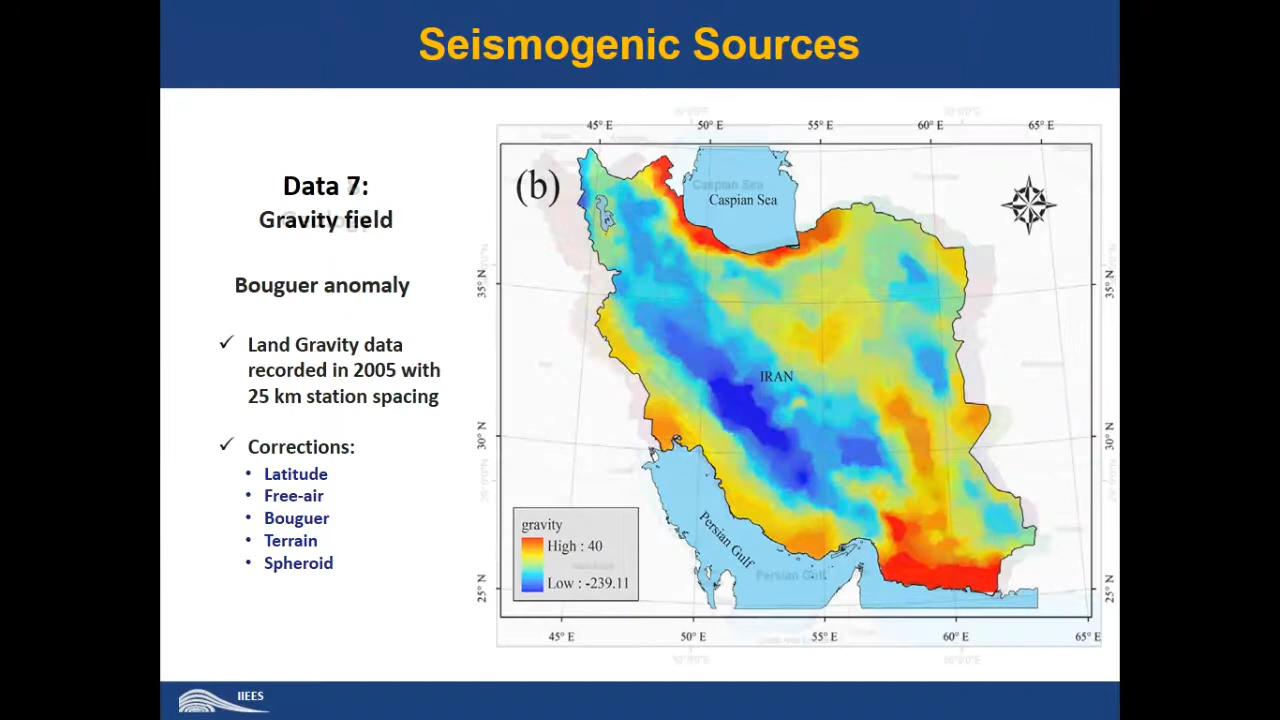 Seismogenic Sources
Data 7:
Gravity field
Bouguer anomaly
✓ Land Gravity data
recorded in 2005 with
25 km station spacing
✓ Corrections:
• Latitude
• Free-air
• Bouguer
• Terrain
• Spheroid
45° E 50° E 55° E 60° E 65° E
(b)
Caspian Sea
Caspian Sea
35° N 35° N
IRAN
30° N 30° N
Persian Gulf
Persian Gulf
gravity
High : 40
Low : -239.11
25° N 25° N
45° E 50° E 55° E 60° E 65° E
IIEES